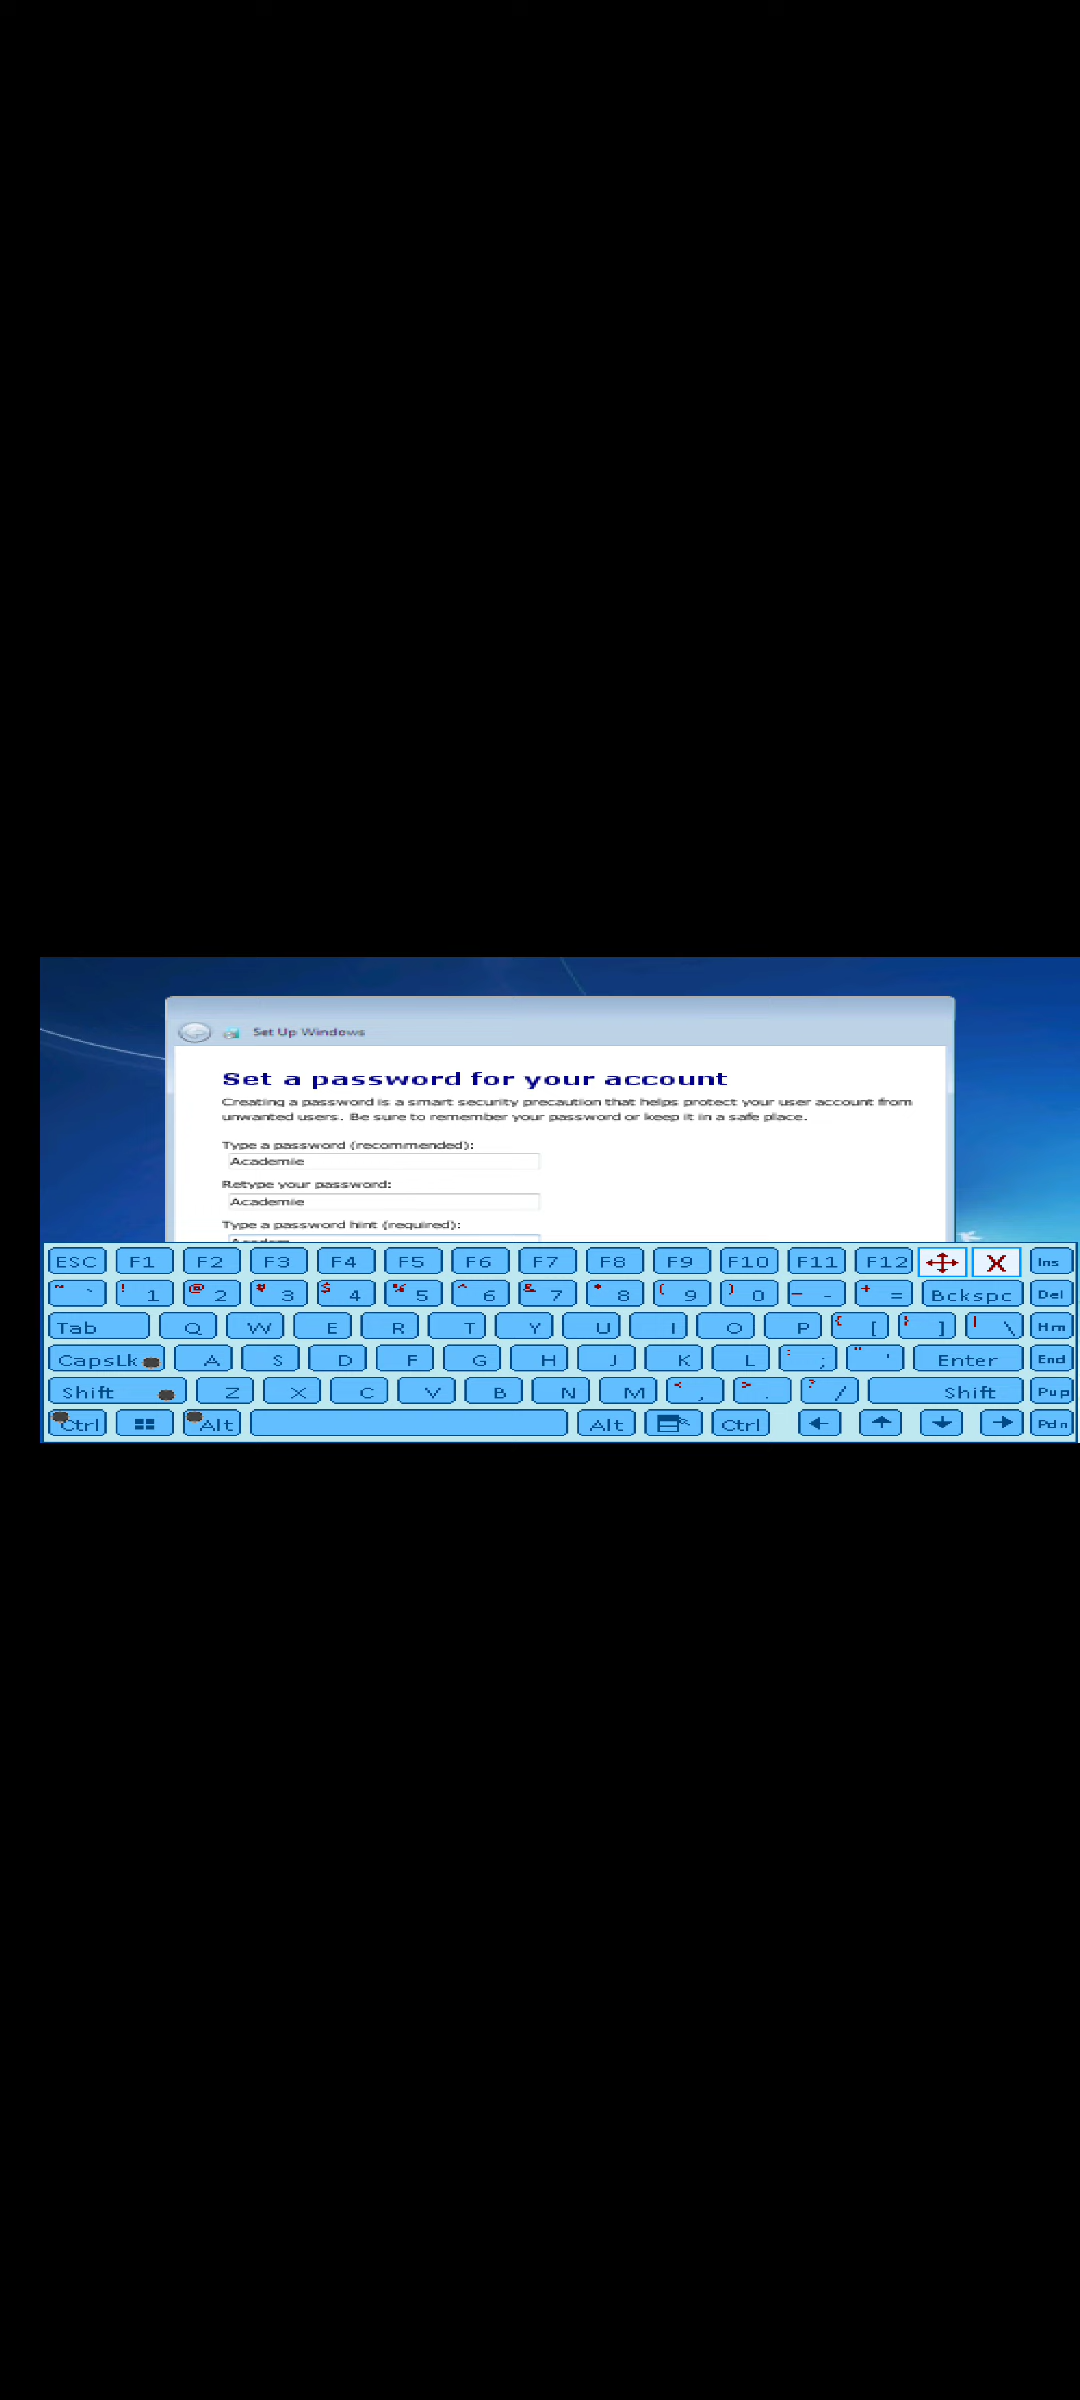 Set Up Windows
Set a password for your account
Creating a password is a smart security precaution that helps protect your user account from
unwanted users. Be sure to remember your password or keep it in a safe place.
Type a password (recommended):
Academie
Retype your password:
Academie
Type a password hint (required):
Academ
ESC F1 F2 F3 F4 F5 F6 F7 F8 F9 F10 F11 F12 X Ins
~ ` ! 1 @ 2 # 3 $ 4 % 5 ^ 6 & 7 * 8 ( 9 ) 0 _ - + = Bckspc Del
Tab Q W E R T Y U I O P { [ } ] | \ Hm
CapsLk A S D F G H J K L : ; " ' Enter End
Shift Z X C V B N M < , > . ? / Shift Pup
Ctrl Alt Alt Ctrl Pdn